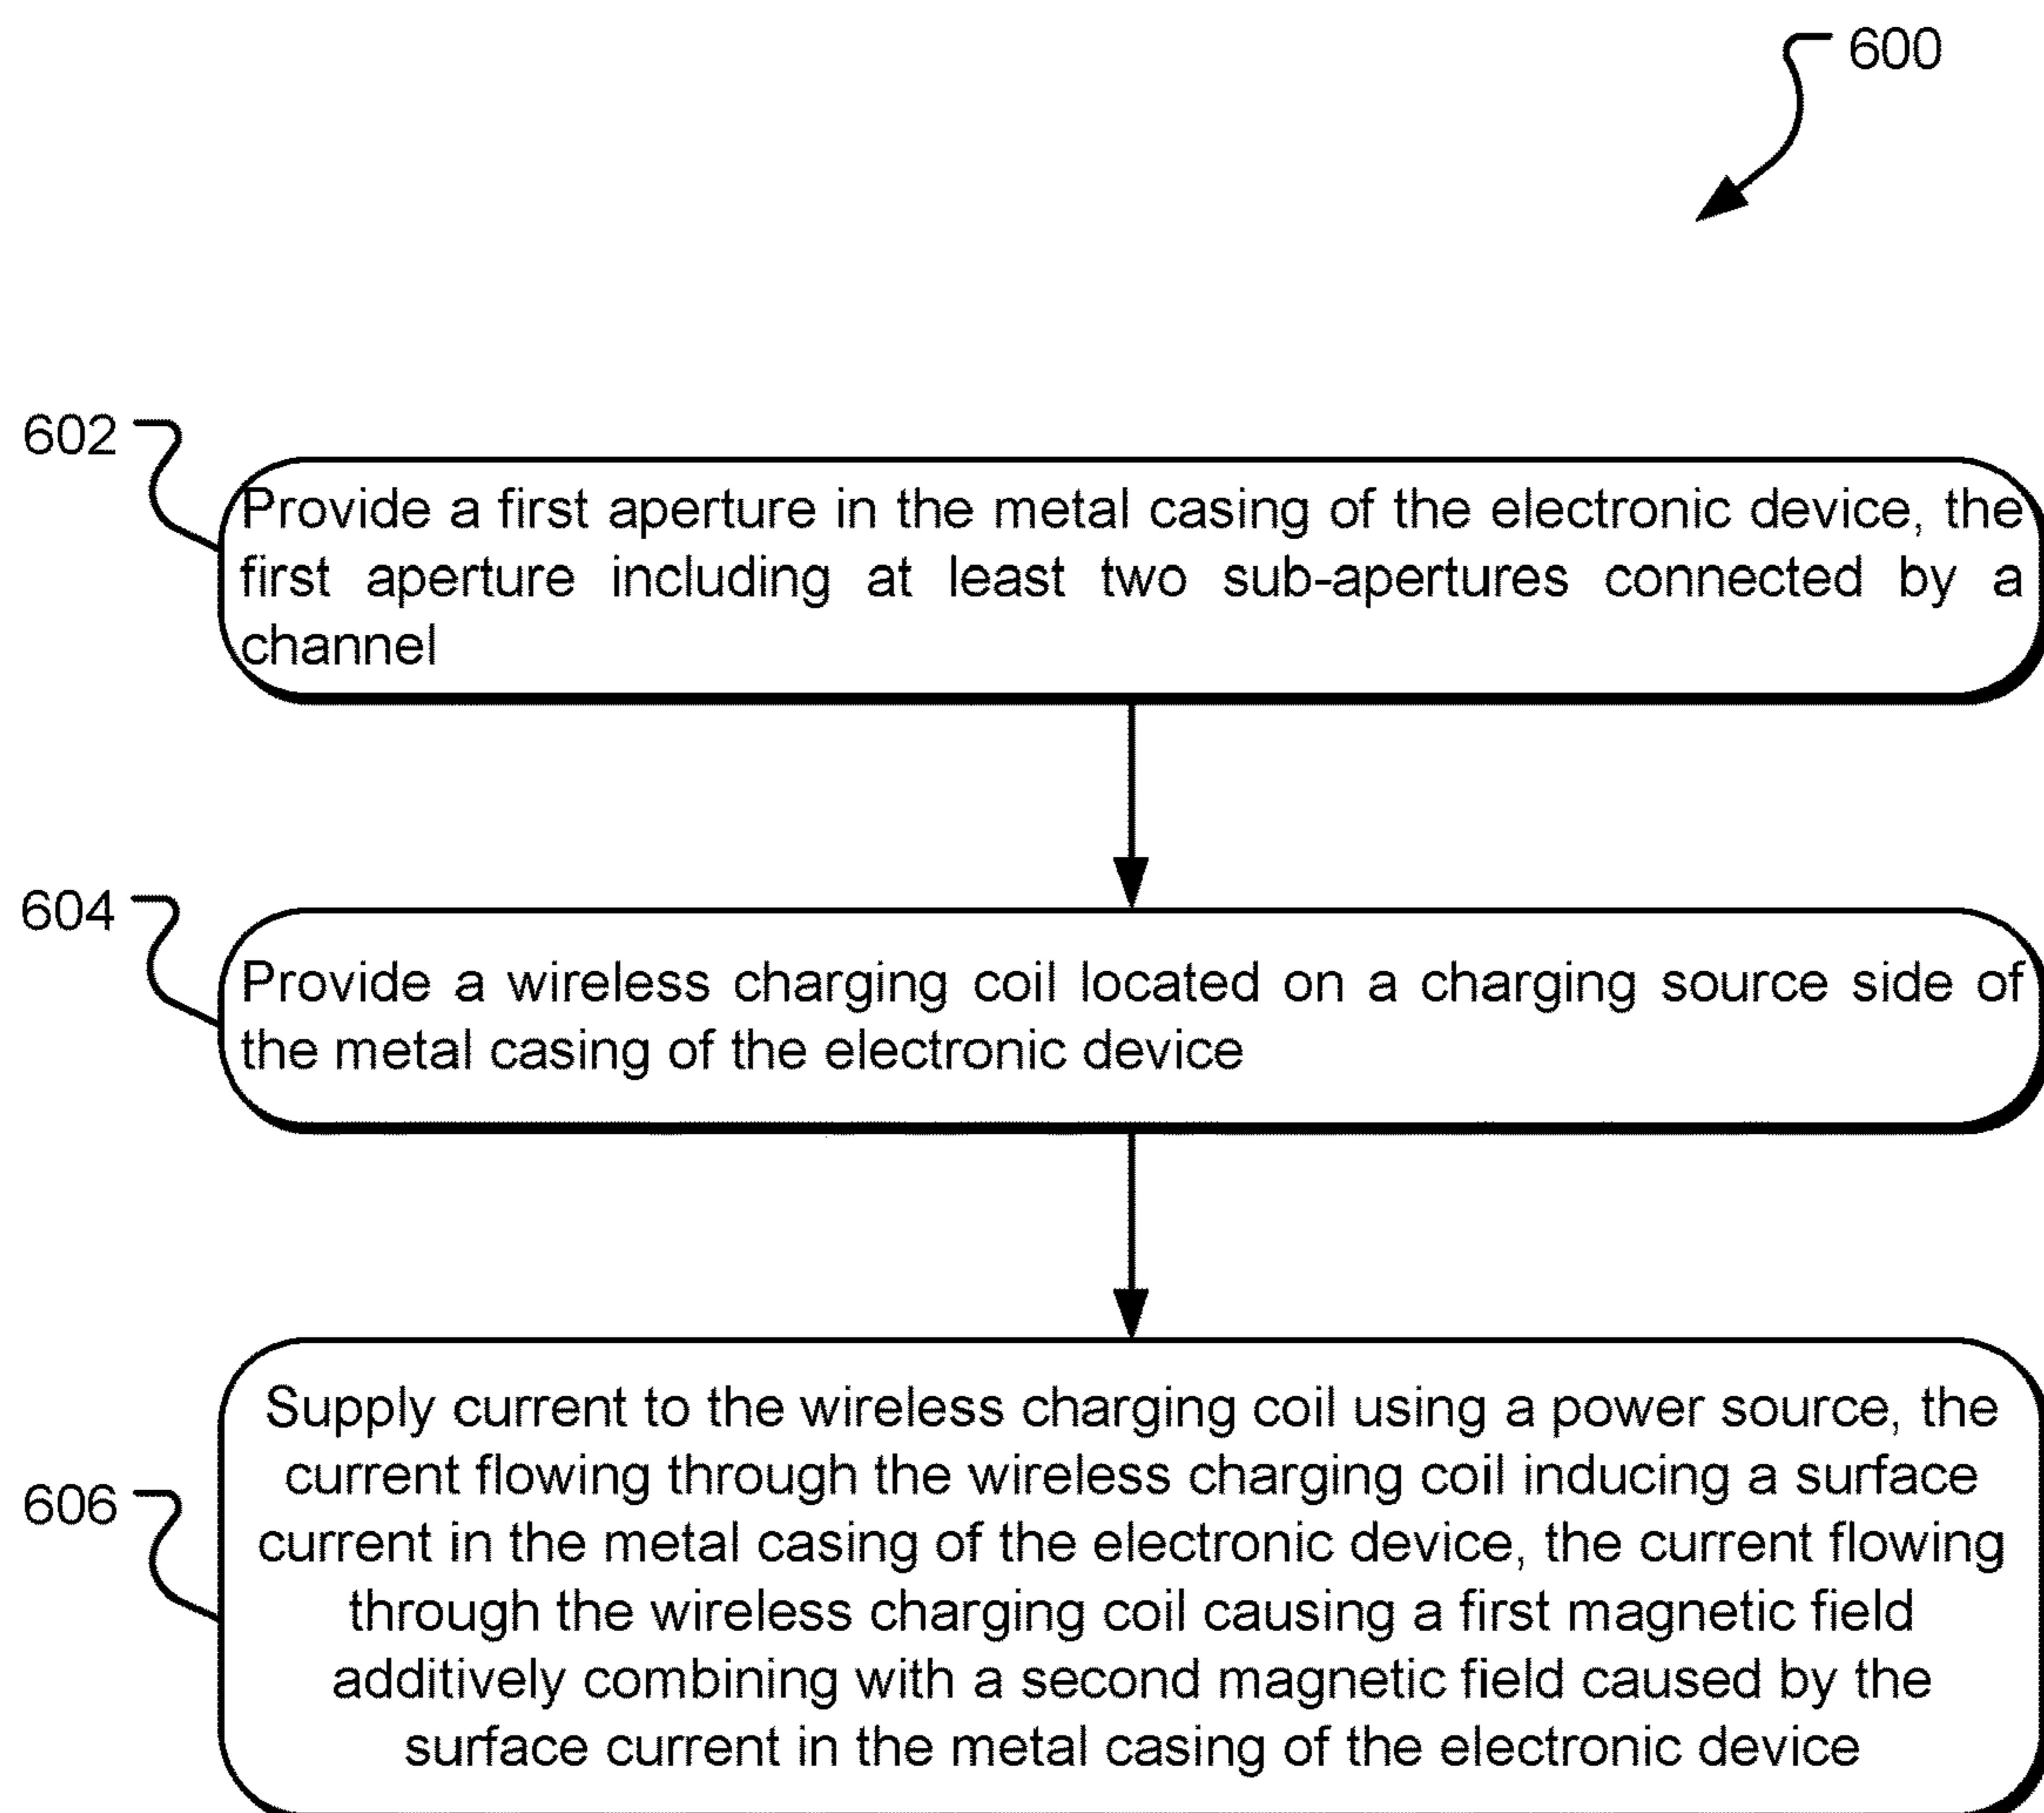 600
602
Provide a first aperture in the metal casing of the electronic device, the
first aperture including at least two sub-apertures connected by a
channel
604
Provide a wireless charging coil located on a charging source side of
the metal casing of the electronic device
606
Supply current to the wireless charging coil using a power source, the
current flowing through the wireless charging coil inducing a surface
current in the metal casing of the electronic device, the current flowing
through the wireless charging coil causing a first magnetic field
additively combining with a second magnetic field caused by the
surface current in the metal casing of the electronic device